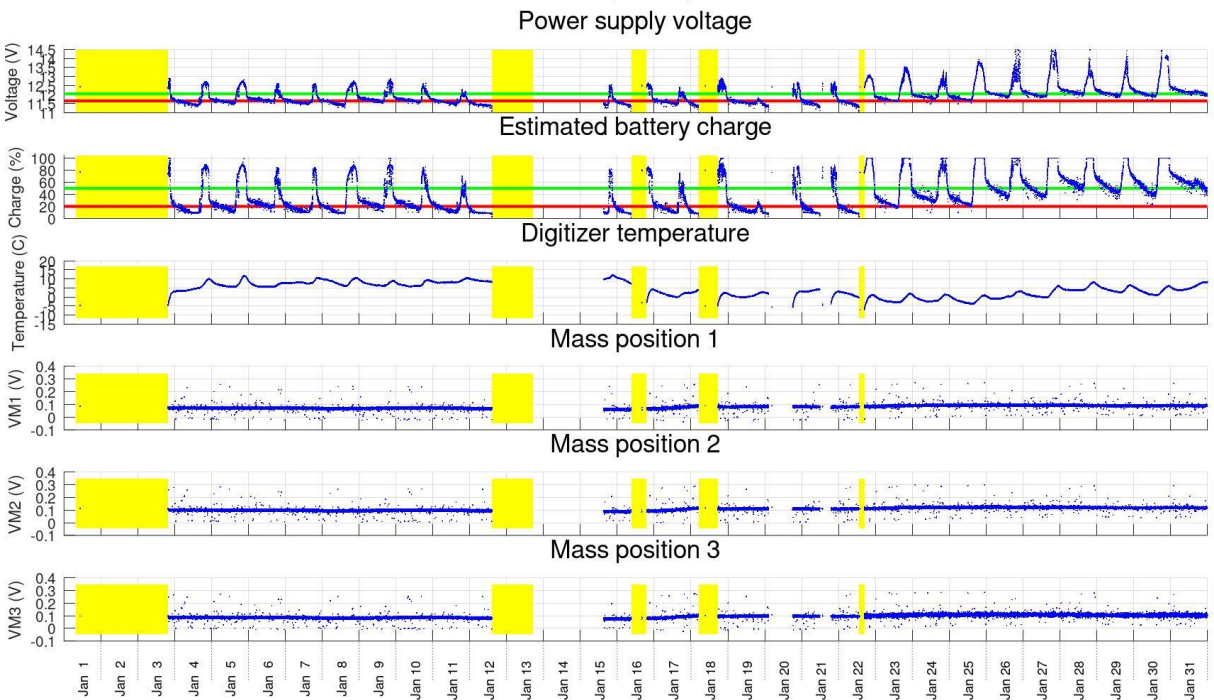 Power supply voltage
Voltage (V)
14.5
14
13.5
13
12.5
12
11.5
11
Estimated battery charge
Charge (%)
100
80
60
40
20
0
Digitizer temperature
Temperature (C)
20
15
10
5
0
-5
-10
-15
Mass position 1
VM1 (V)
0.4
0.3
0.2
0.1
0
-0.1
Mass position 2
VM2 (V)
0.4
0.3
0.2
0.1
0
-0.1
Mass position 3
VM3 (V)
0.4
0.3
0.2
0.1
0
-0.1
Jan 1
Jan 2
Jan 3
Jan 4
Jan 5
Jan 6
Jan 7
Jan 8
Jan 9
Jan 10
Jan 11
Jan 12
Jan 13
Jan 14
Jan 15
Jan 16
Jan 17
Jan 18
Jan 19
Jan 20
Jan 21
Jan 22
Jan 23
Jan 24
Jan 25
Jan 26
Jan 27
Jan 28
Jan 29
Jan 30
Jan 31